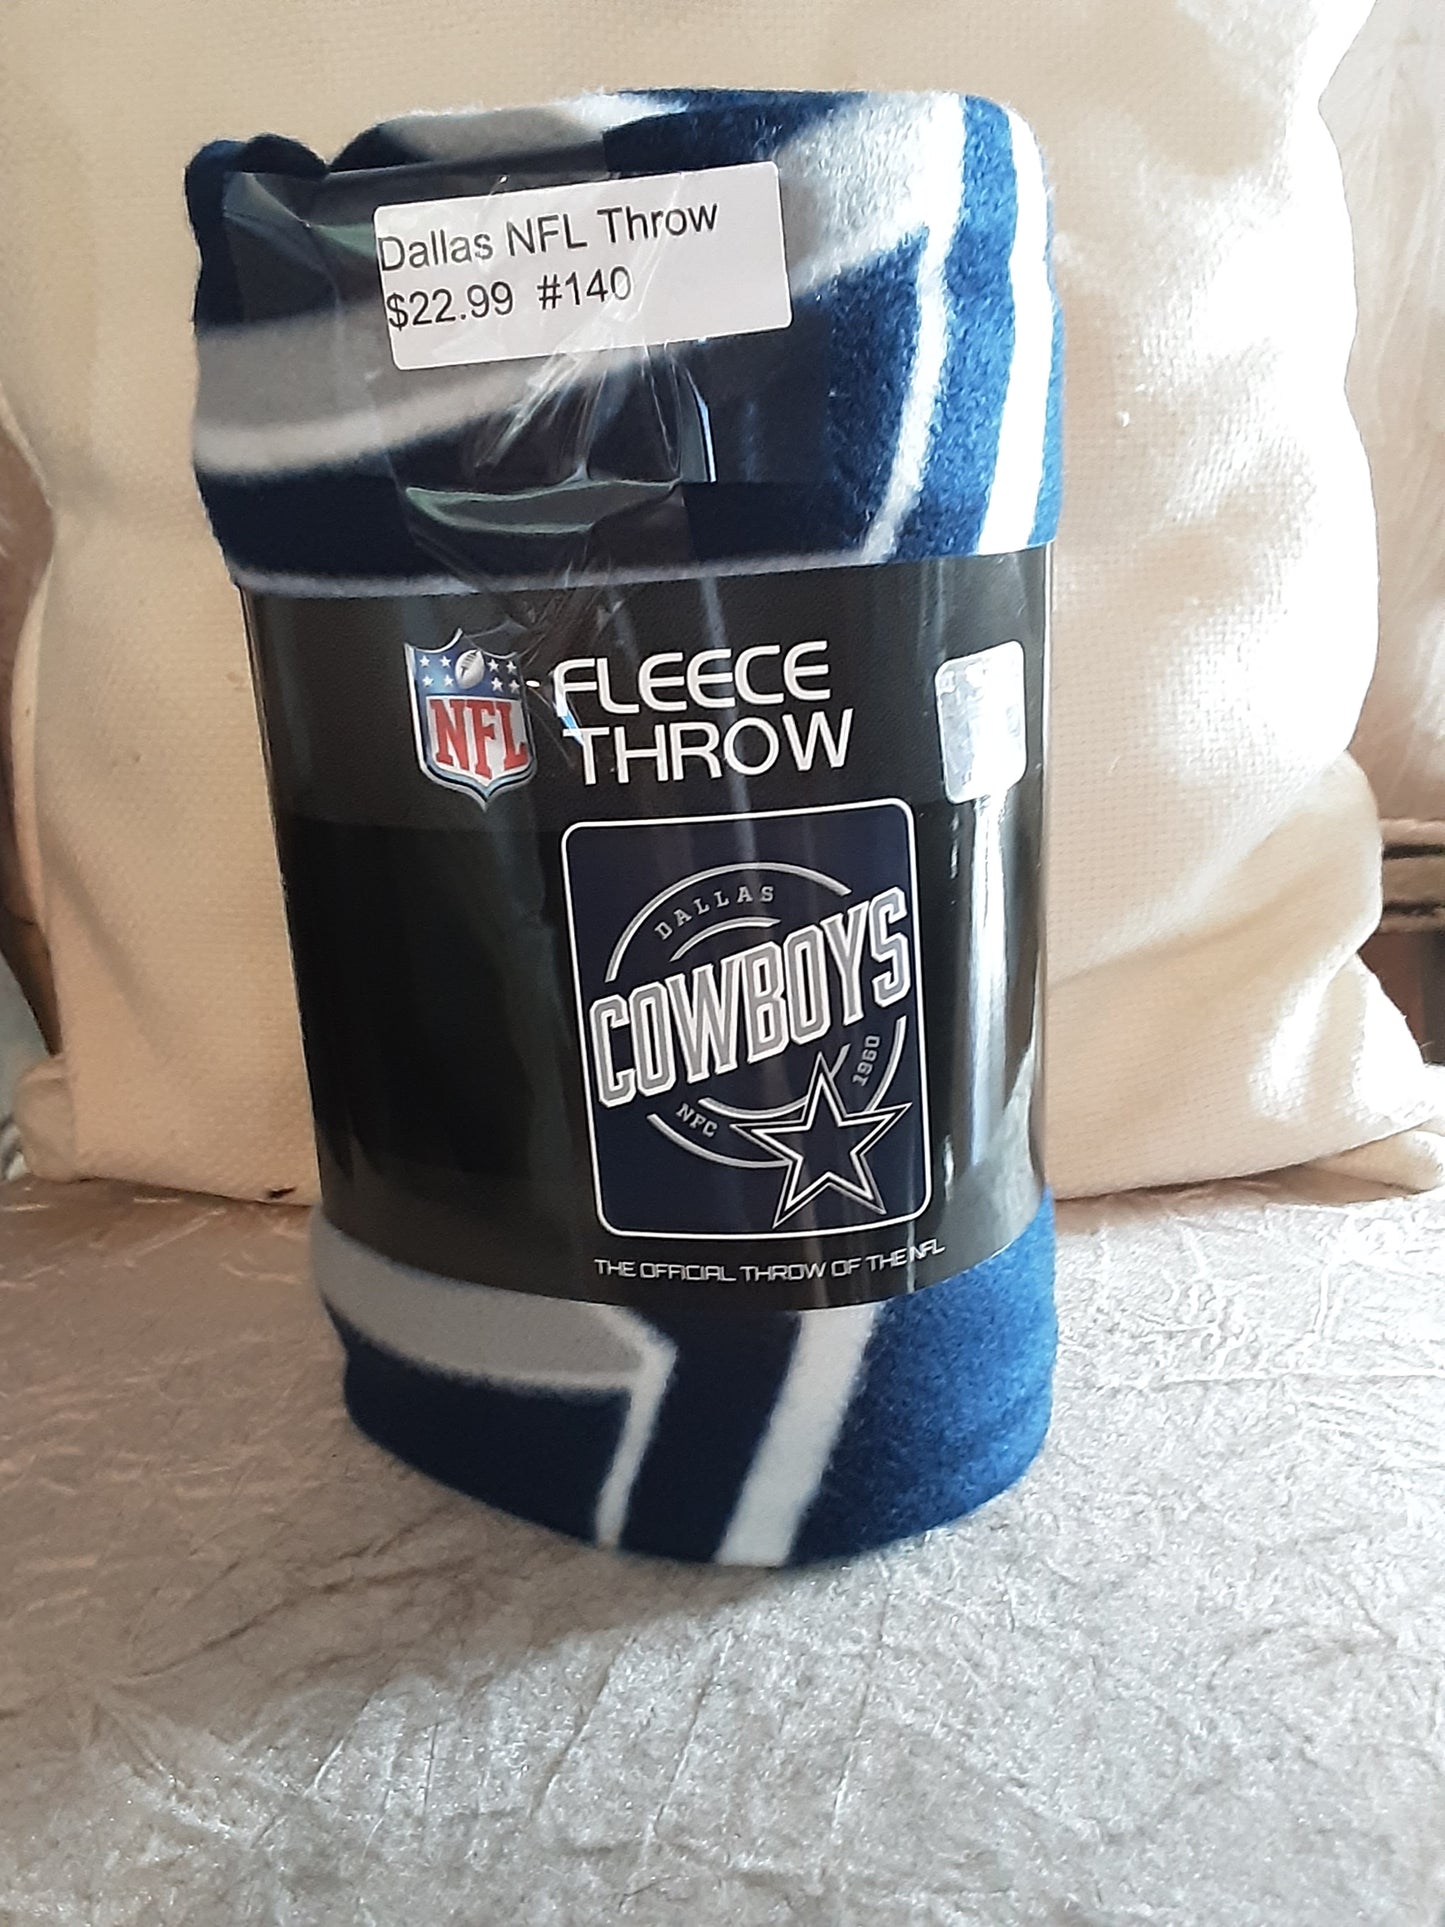 Dallas NFL Throw
$22.99 #140
NFL
FLEECE
THROW
DALLAS
COWBOYS
1960
NFC
THE OFFICIAL THROW OF THE NFL